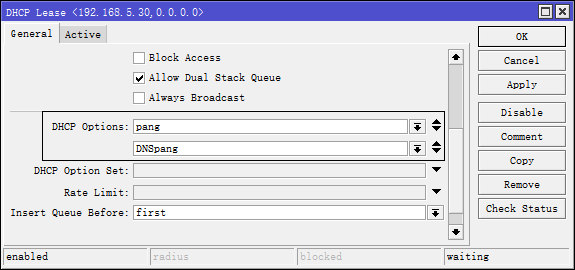 DHCP Lease <192.168.5.30,0.0.0.0>
General Active
Block Access
Allow Dual Stack Queue
Always Broadcast
DHCP Options: pang
DNSpang
DHCP Option Set:
Rate Limit:
Insert Queue Before: first
OK
Cancel
Apply
Disable
Comment
Copy
Remove
Check Status
enabled radius blocked waiting